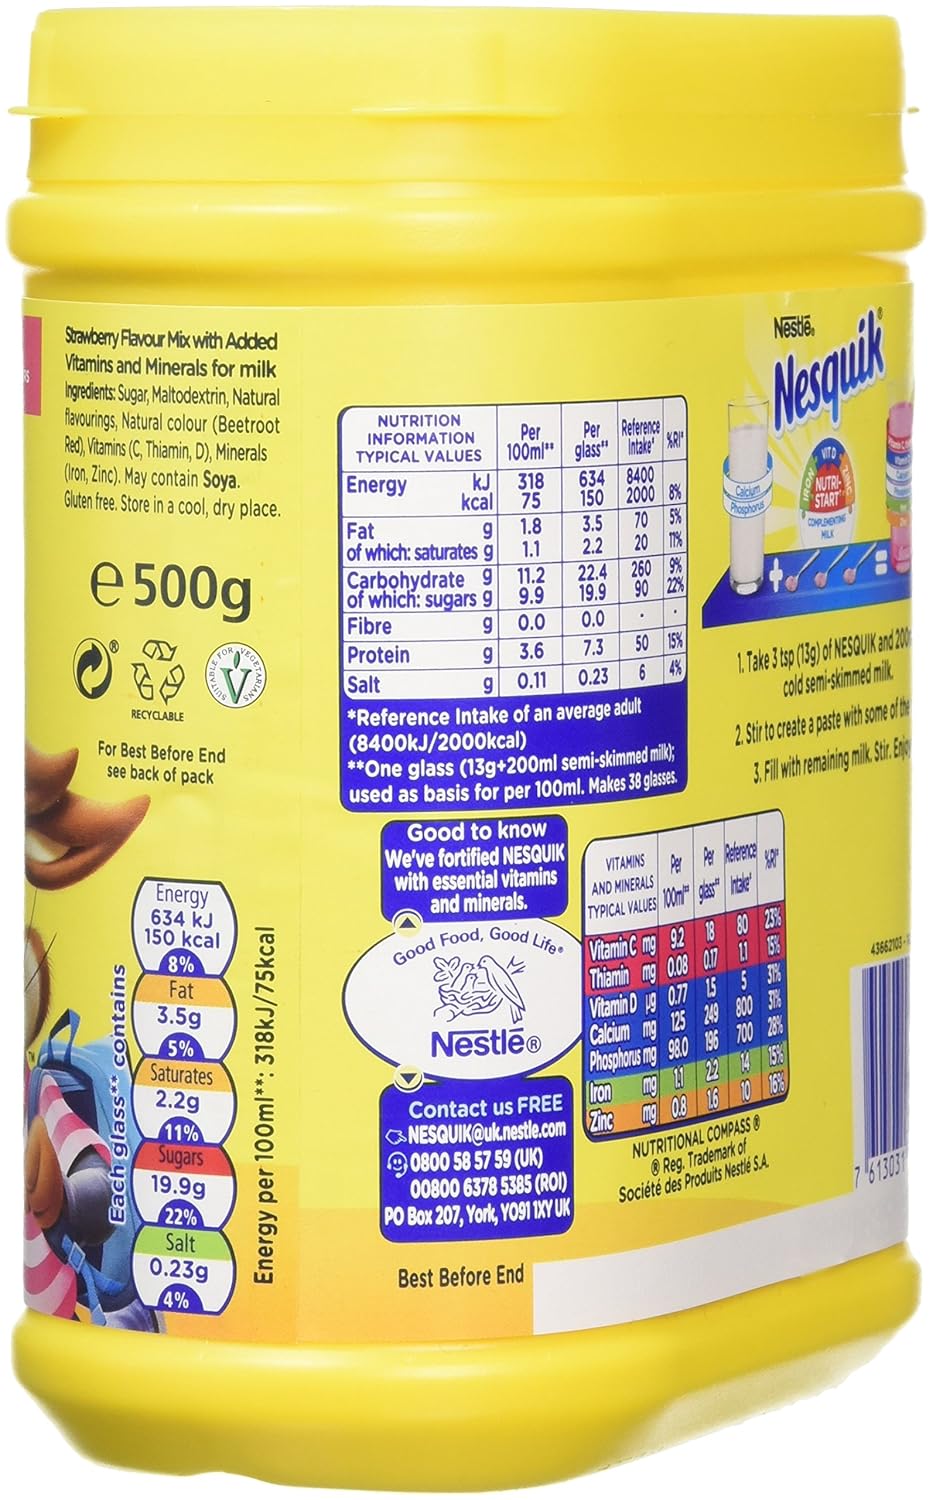 Strawberry Flavour Mix with Added
Vitamins and Minerals for milk
Ingredients: Sugar, Maltodextrin, Natural
flavourings, Natural colour (Beetroot
Red), Vitamins (C, Thiamin, D), Minerals
(Iron, Zinc). May contain Soya.
Gluten free. Store in a cool, dry place.
e 500g
®
RECYCLABLE
SUITABLE FOR VEGETARIANS
V
For Best Before End
see back of pack
TM
Each glass** contains
Energy
634 kJ
150 kcal
8%
Fat
3.5g
5%
Saturates
2.2g
11%
Sugars
19.9g
22%
Salt
0.23g
4%
Energy per 100ml**: 318kJ/75kcal
NUTRITION INFORMATION TYPICAL VALUES Per 100ml** Per glass** Reference Intake* %RI*
Energy kJ 318 634 8400
kcal 75 150 2000 8%
Fat g 1.8 3.5 70 5%
of which: saturates g 1.1 2.2 20 11%
Carbohydrate g 11.2 22.4 260 9%
of which: sugars g 9.9 19.9 90 22%
Fibre g 0.0 0.0 - -
Protein g 3.6 7.3 50 15%
Salt g 0.11 0.23 6 4%
*Reference Intake of an average adult
(8400kJ/2000kcal)
**One glass (13g+200ml semi-skimmed milk);
used as basis for per 100ml. Makes 38 glasses.
Good to know
We've fortified NESQUIK
with essential vitamins
and minerals.
Good Food, Good Life®
Nestlé®
Contact us FREE
NESQUIK@uk.nestle.com
0800 58 57 59 (UK)
00800 6378 5385 (ROI)
PO Box 207, York, YO91 1XY UK
Best Before End
VITAMINS AND MINERALS TYPICAL VALUES Per 100ml** Per glass** Reference Intake* %RI*
Vitamin C mg 9.2 18 80 23%
Thiamin mg 0.08 0.17 1.1 15%
Vitamin D µg 0.77 1.5 5 31%
Calcium mg 125 249 800 31%
Phosphorus mg 98.0 196 700 28%
Iron mg 1.1 2.2 14 15%
Zinc mg 0.8 1.6 10 16%
NUTRITIONAL COMPASS ®
® Reg. Trademark of
Société des Produits Nestlé S.A.
Nestlé®
Nesquik®
Calcium
Phosphorus
IRON VIT D ZINC
NUTRI-
START
COMPLEMENTING
MILK
+ =
1. Take 3 tsp (13g) of NESQUIK and 200
cold semi-skimmed milk.
2. Stir to create a paste with some of the
3. Fill with remaining milk. Stir. Enjoy
43662103
7 613031